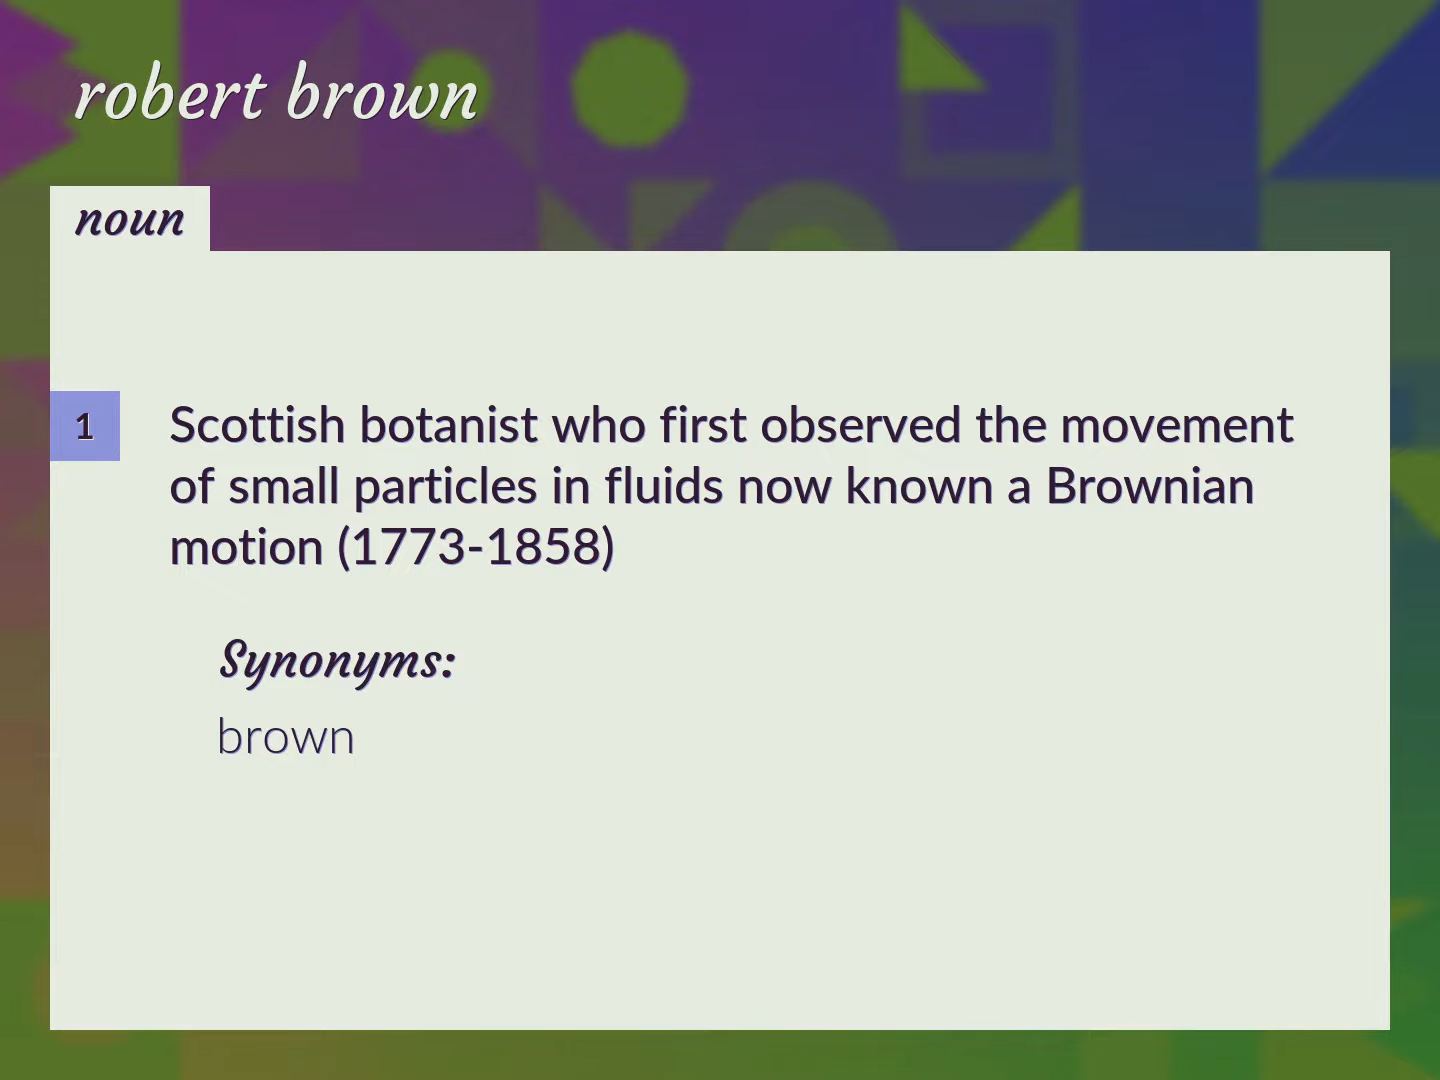 robert brown
noun
1
Scottish botanist who first observed the movement
of small particles in fluids now known a Brownian
motion (1773-1858)
Synonyms:
brown